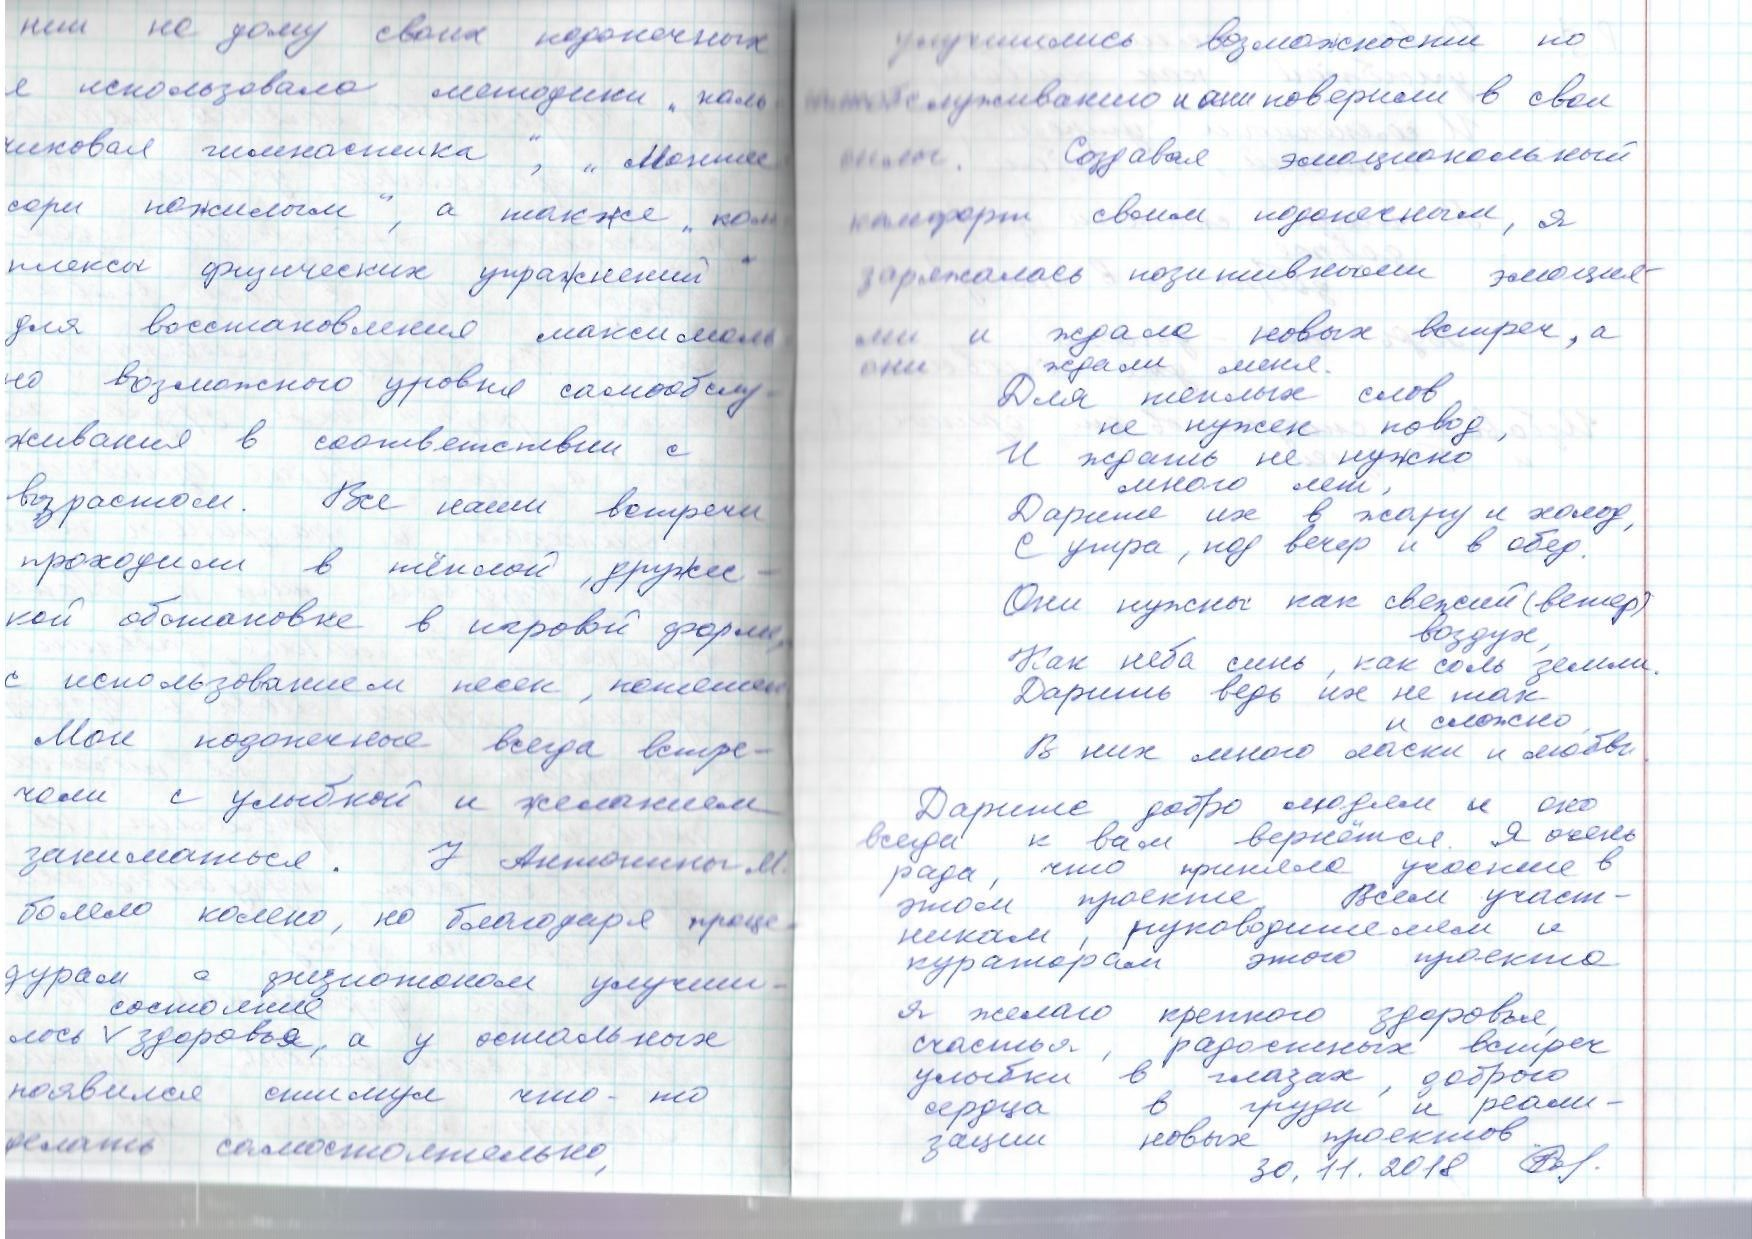 нии на дому своих подопечных
я использовала методики „паль-
чиковая гимнастика“, „Монтес
сори пожилым“, а также „ком
плексы физических упражнений“
для восстановления максималь
но возможного уровня самообслу-
живания в соответствии с
возрастом. Все наши встречи
проходили в тёплой, дружес-
кой обстановке в игровой форме,
с использованием песен, потешек
Мои подопечные всегда встре-
чали с улыбкой и желанием
заниматься. У Антонины М.
болело колено, но благодаря проце-
дурам с физиотоком улучши-
состояние
лось V здоровья, а у остальных
появился стимул что-то
делать самостоятельно,
улучшились возможности по
самообслуживанию и они поверили в свои
силы. Создавая эмоциональный
комфорт своим подопечным, я
заряжалась позитивными эмоция-
ми и ждала новых встреч, а
они ждали меня.
Для тёплых слов
не нужен повод,
И ждать не нужно
много лет,
Дарите их в жару и холод,
С утра, под вечер и в обед.
Они нужны как свежий (ветер)
воздух,
Как неба синь, как соль земли.
Дарить ведь их не так
и сложно,
В них много ласки и любви.
Дарите добро людям и оно
всегда к вам вернётся. Я очень
рада, что приняла участие в
этом проекте. Всем участ-
никам, руководителям и
кураторам этого проекта
я желаю крепкого здоровья,
счастья, радостных встреч
улыбки в глазах, доброго
сердца в груди и реали-
зации новых проектов.
30.11.2018